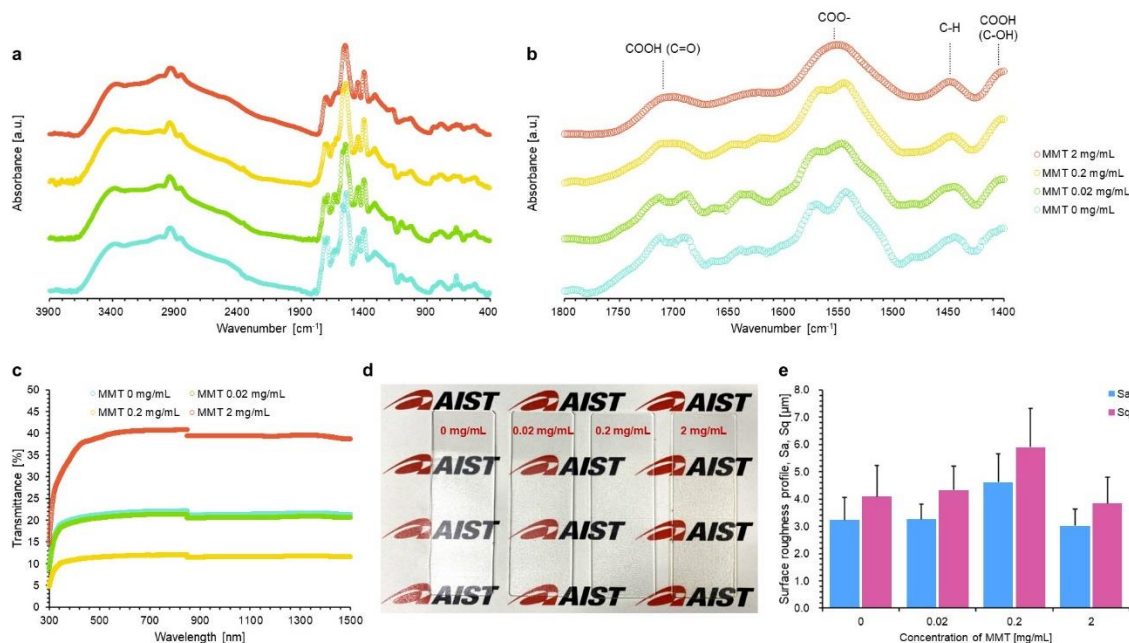 a
Absorbance [a.u.]
3900 2900 1900 1400 900 400
3400 2400
Wavenumber [cm-1]
b
COOH (C=O)
COO-
C-H
COOH
(C-OH)
Absorbance [a.u.]
1800 1750 1700 1650 1600 1550 1500 1450 1400
Wavenumber [cm-1]
MMT 2 mg/mL
MMT 0.2 mg/mL
MMT 0.02 mg/mL
MMT 0 mg/mL
c
MMT 0 mg/mL MMT 0.02 mg/mL
MMT 0.2 mg/mL MMT 2 mg/mL
Transmittance [%]
50
45
40
35
30
25
20
15
10
5
0
300 500 700 900 1100 1300 1500
Wavelength [nm]
d
AIST AIST AIST
0 mg/mL 0.02 mg/mL 0.2 mg/mL 2 mg/mL
AIST AIST AIST
AIST AIST AIST
AIST AIST AIST
e
Sa
Sq
Surface roughness profile, Sa, Sq [μm]
8.0
7.0
6.0
5.0
4.0
3.0
2.0
1.0
.0
0 0.02 0.2 2
Concentration of MMT [mg/mL]